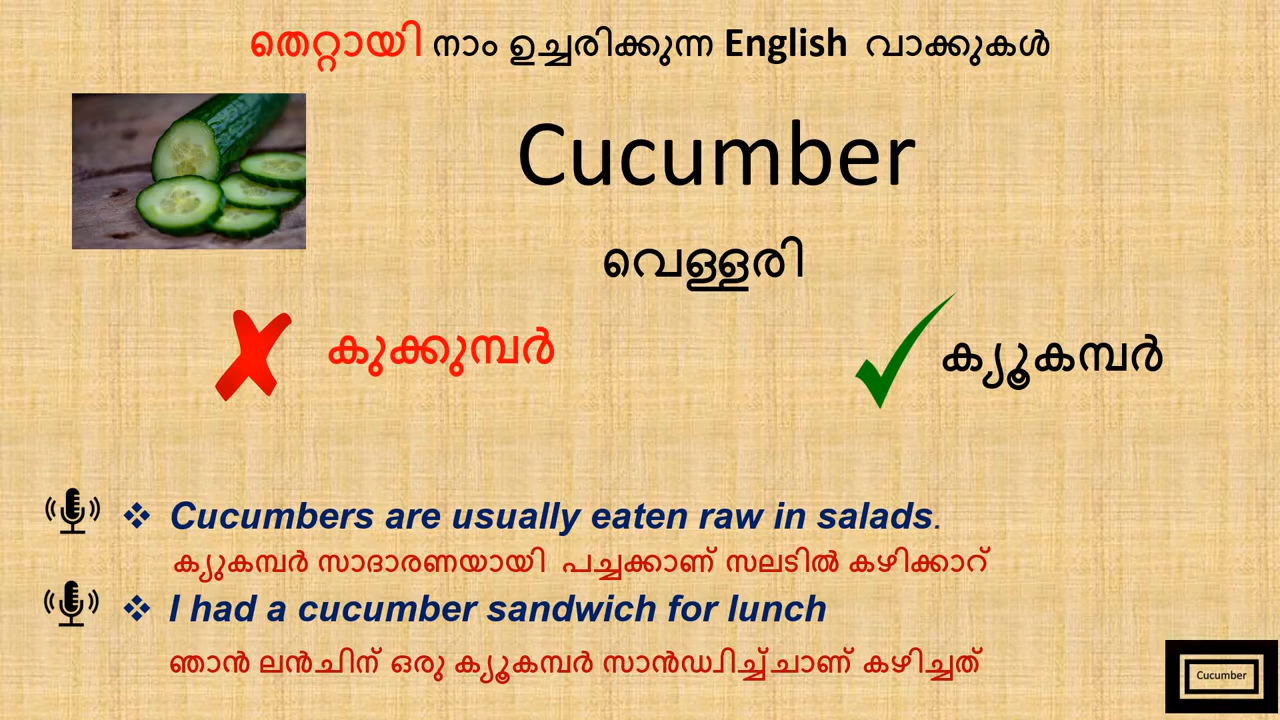 തെറ്റായി നാം ഉച്ചരിക്കുന്ന English വാക്കുകൾ
Cucumber
വെള്ളരി
കുക്കുമ്പർ
ക്യൂകമ്പർ
Cucumbers are usually eaten raw in salads.
ക്യുകമ്പർ സാദാരണയായി പച്ചക്കാണ് സലടിൽ കഴിക്കാറ്
I had a cucumber sandwich for lunch
ഞാൻ ലൻചിന് ഒരു ക്യൂകമ്പർ സാൻഡ്വിച്ച്ചാണ് കഴിച്ചത്
Cucumber